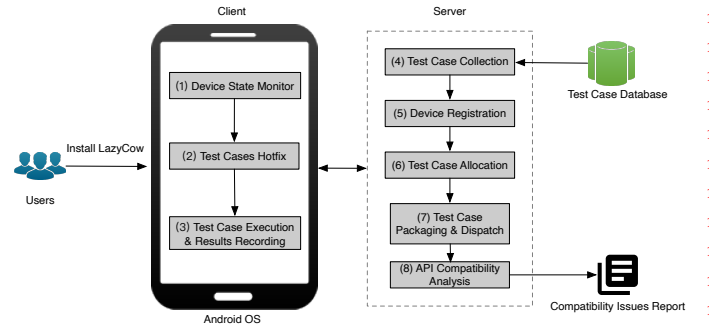 Client
Server
(1) Device State Monitor
(2) Test Cases Hotfix
(3) Test Case Execution
& Results Recording
Install LazyCow
Users
Android OS
(4) Test Case Collection
(5) Device Registration
(6) Test Case Allocation
(7) Test Case
Packaging & Dispatch
(8) API Compatibility
Analysis
Test Case Database
Compatibility Issues Report